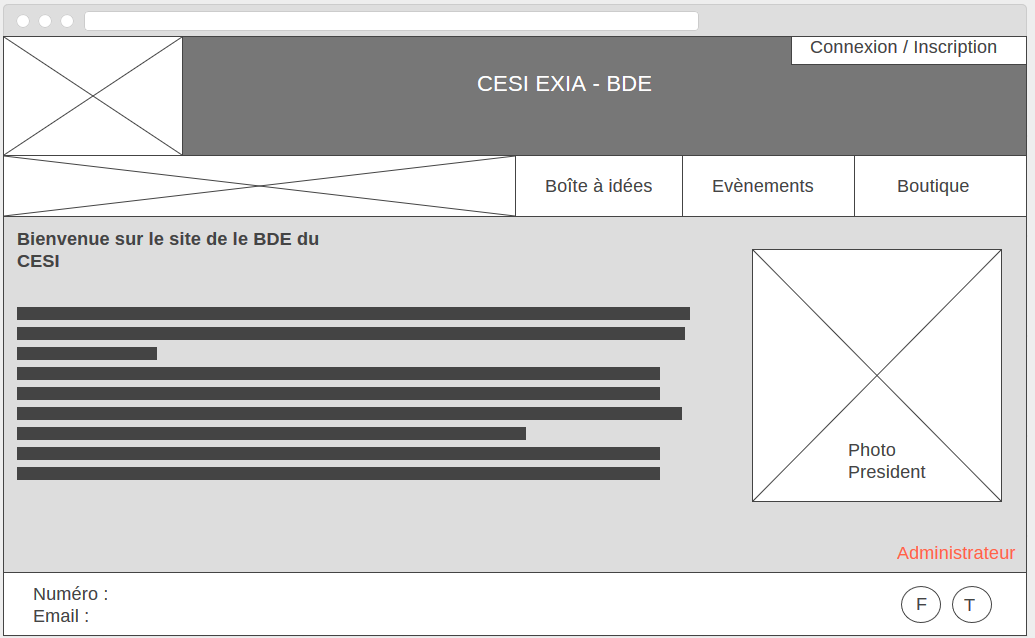 Connexion / Inscription
CESI EXIA - BDE
Boîte à idées
Evènements
Boutique
Bienvenue sur le site de le BDE du
CESI
Photo
President
Administrateur
Numéro :
Email :
F
T